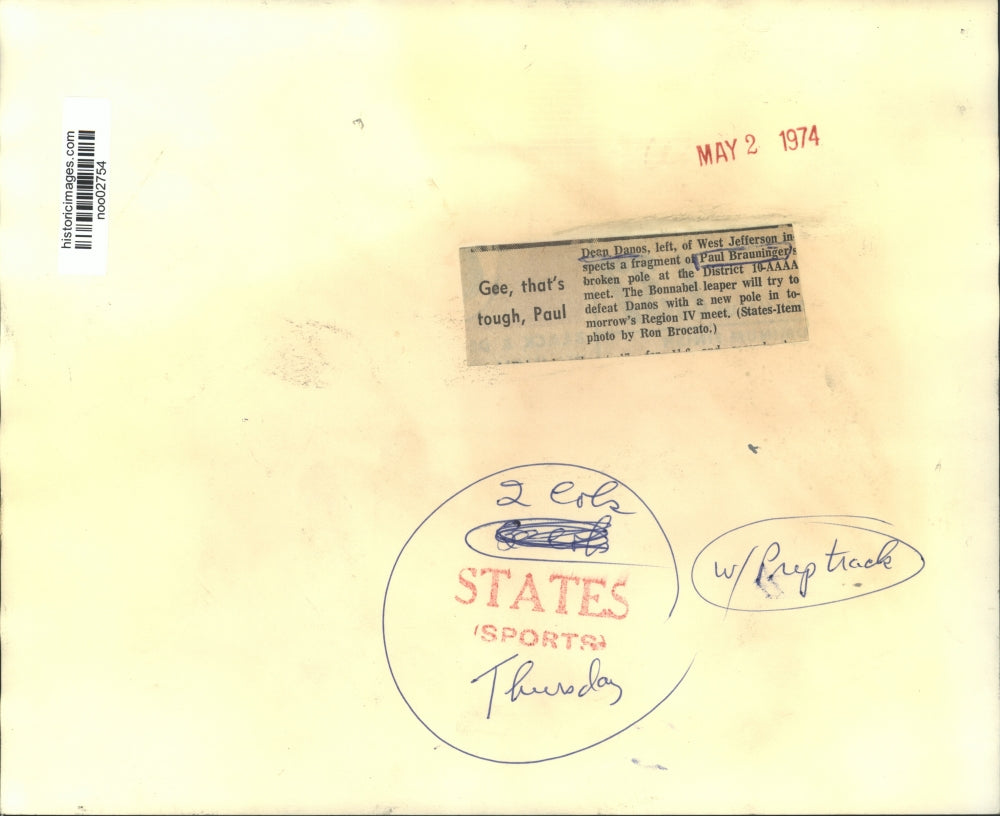 historicimages.com
noo02754
MAY 2 1974
Gee, that's
tough, Paul
Dean Danos, left, of West Jefferson in-
spects a fragment of Paul Brauninger's
broken pole at the District 10-AAAA
meet. The Bonnabel leaper will try to
defeat Danos with a new pole in to-
morrow's Region IV meet. (States-Item
photo by Ron Brocato.)
2 Cols
STATES
(SPORTS)
Thursday
w/ Prep track